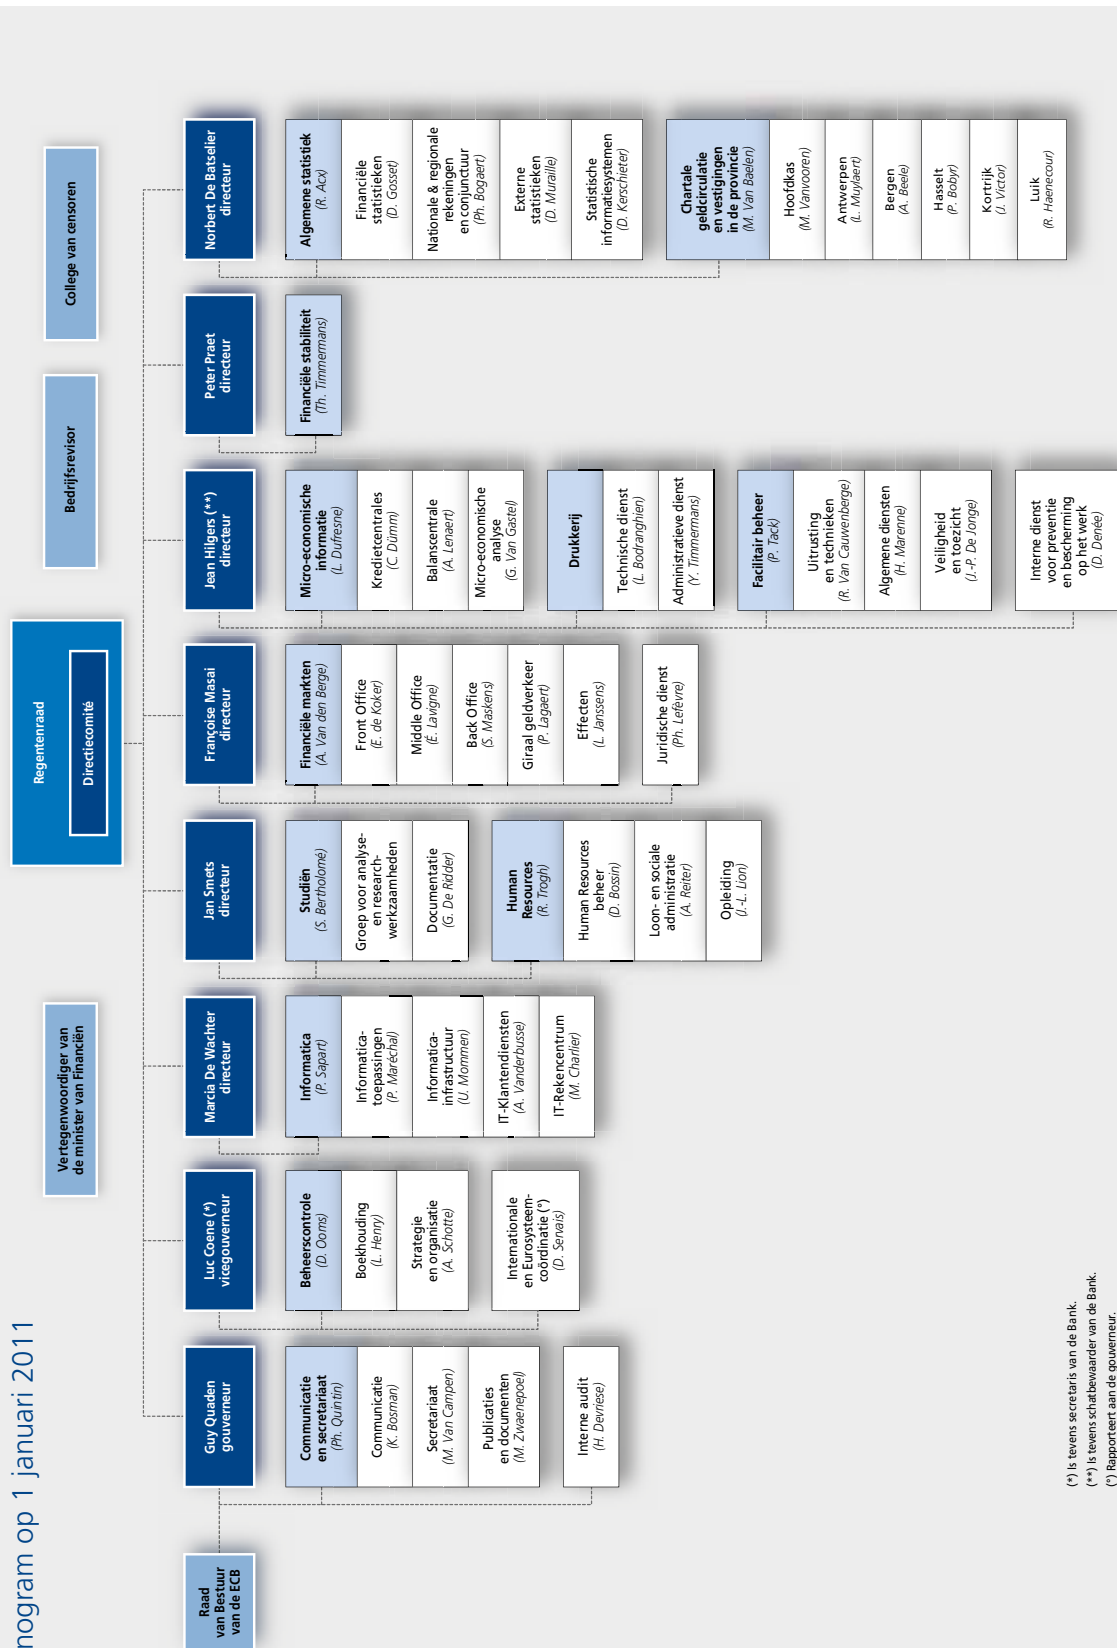 nogram op 1 januari 2011
Regentenraad
Directiecomité
Vertegenwoordiger van
de minister van Financiën
Bedrijfsrevisor
College van censoren
Raad
van Bestuur
van de ECB
Guy Quaden
gouverneur
Communicatie
en secretariaat
(Ph. Quintin)
Communicatie
(K. Bosman)
Secretariaat
(M. Van Campen)
Publicaties
en documenten
(M. Zwaenepoel)
Interne audit
(H. Devriese)
Luc Coene (*)
vicegouverneur
Beheerscontrole
(D. Ooms)
Boekhouding
(L. Henry)
Strategie
en organisatie
(A. Schotte)
Internationale
en Eurosysteem-
coördinatie (°)
(D. Servais)
Marcia De Wachter
directeur
Informatica
(P. Sapart)
Informatica-
toepassingen
(P. Maréchal)
Informatica-
infrastructuur
(U. Mommen)
IT-Klantendiensten
(A. Vanderbusse)
IT-Rekencentrum
(M. Charlier)
Jan Smets
directeur
Studiën
(S. Bertholomé)
Groep voor analyse-
en research-
werkzaamheden
Documentatie
(G. De Ridder)
Human
Resources
(R. Trogh)
Human Resources
beheer
(D. Bossin)
Loon- en sociale
administratie
(A. Reiter)
Opleiding
(J.-L. Lion)
Françoise Masai
directeur
Financiële markten
(A. Van den Berge)
Front Office
(E. de Koker)
Middle Office
(É. Lavigne)
Back Office
(S. Maskens)
Giraal geldverkeer
(P. Lagaert)
Effecten
(L. Janssens)
Juridische dienst
(Ph. Lefèvre)
Jean Hilgers (**)
directeur
Micro-economische
informatie
(L. Dufresne)
Kredietcentrales
(C. Dümm)
Balanscentrale
(A. Lenaert)
Micro-economische
analyse
(G. Van Gastel)
Drukkerij
Technische dienst
(L. Bodranghien)
Administratieve dienst
(Y. Timmermans)
Facilitair beheer
(P. Tack)
Uitrusting
en technieken
(R. Van Cauwenberge)
Algemene diensten
(H. Marenne)
Veiligheid
en toezicht
(J.-P. De Jonge)
Interne dienst
voor preventie
en bescherming
op het werk
(D. Denée)
Peter Praet
directeur
Financiële stabiliteit
(Th. Timmermans)
Norbert De Batselier
directeur
Algemene statistiek
(R. Acx)
Financiële
statistieken
(D. Gosset)
Nationale & regionale
rekeningen
en conjunctuur
(Ph. Bogaert)
Externe
statistieken
(D. Muraille)
Statistische
informatiesystemen
(D. Kerschieter)
Chartale
geldcirculatie
en vestigingen
in de provincie
(M. Van Baelen)
Hoofdkas
(M. Vanvooren)
Antwerpen
(L. Muylaert)
Bergen
(A. Beele)
Hasselt
(P. Bobyr)
Kortrijk
(J. Victor)
Luik
(R. Haenecour)
(*) Is tevens secretaris van de Bank.
(**) Is tevens schatbewaarder van de Bank.
(°) Rapporteert aan de gouverneur.